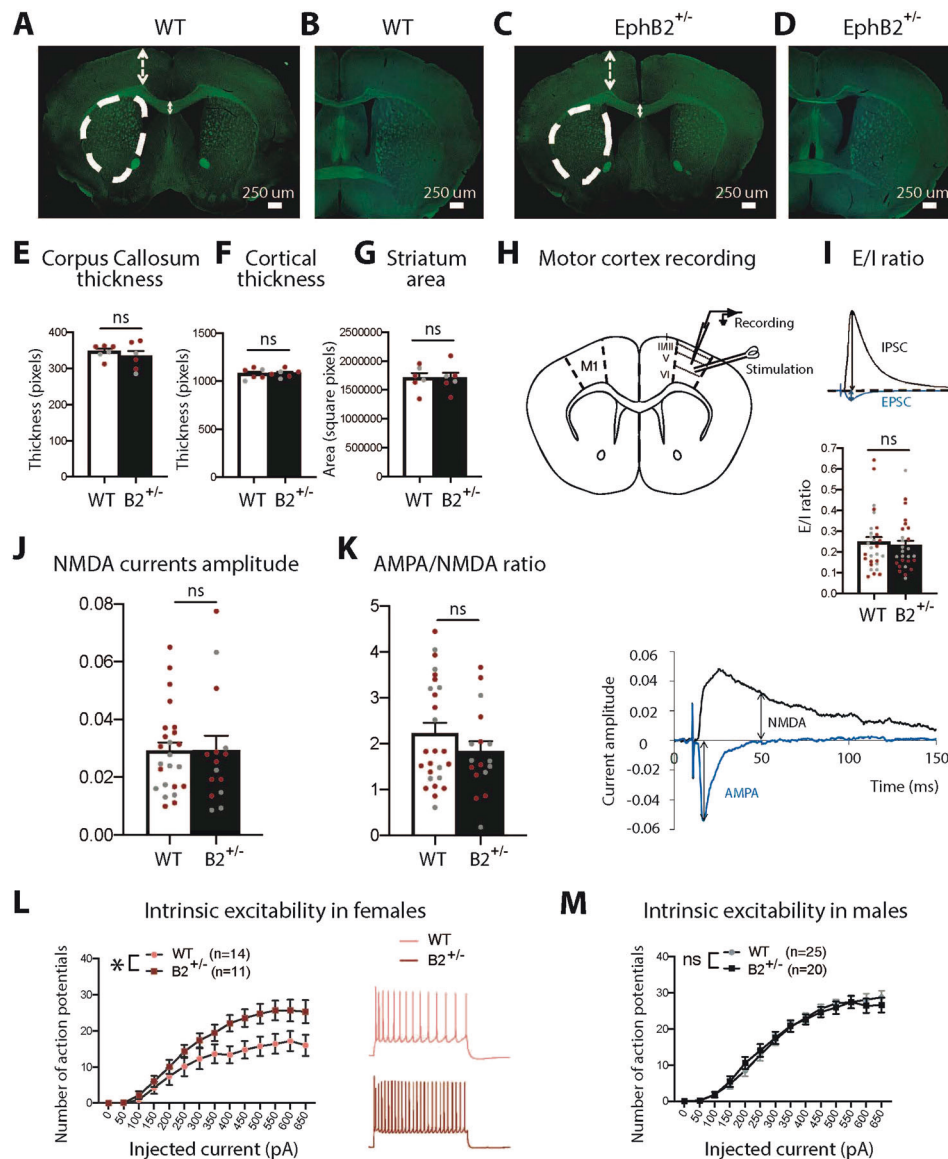 A WT
B WT
C EphB2+/-
D EphB2+/-
250 um
250 um
250 um
250 um
E Corpus Callosum
thickness
ns
Thickness (pixels)
400
300
200
100
0
WT B2+/-
F Cortical
thickness
ns
Thickness (pixels)
1500
1000
500
0
WT B2+/-
G Striatum
area
ns
Area (square pixels)
2500000
2000000
1500000
1000000
500000
0
WT B2+/-
H Motor cortex recording
M1
II/III
V
VI
Recording
Stimulation
I E/I ratio
IPSC
EPSC
ns
E/I ratio
0.7
0.6
0.5
0.4
0.3
0.2
0.1
0.0
WT B2+/-
J NMDA currents amplitude
ns
0.08
0.06
0.04
0.02
0.00
WT B2+/-
K AMPA/NMDA ratio
ns
5
4
3
2
1
0
WT B2+/-
Current amplitude
0.06
0.04
0.02
0
-0.02
-0.04
-0.06
NMDA
AMPA
0 50 100 150
Time (ms)
L Intrinsic excitability in females
* WT (n=14)
B2+/- (n=11)
Number of action potentials
40
30
20
10
0
0 50 100 150 200 250 300 350 400 450 500 550 600 650
Injected current (pA)
WT
B2+/-
M Intrinsic excitability in males
ns WT (n=25)
B2+/- (n=20)
Number of action potentials
40
30
20
10
0
0 50 100 150 200 250 300 350 400 450 500 550 600 650
Injected current (pA)